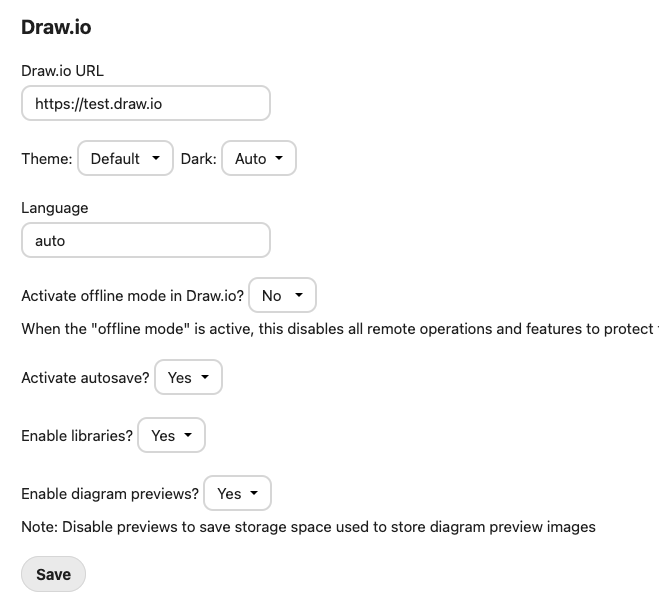 Draw.io
Draw.io URL
https://test.draw.io
Theme: Default Dark: Auto
Language
auto
Activate offline mode in Draw.io? No
When the "offline mode" is active, this disables all remote operations and features to protect
Activate autosave? Yes
Enable libraries? Yes
Enable diagram previews? Yes
Note: Disable previews to save storage space used to store diagram preview images
Save